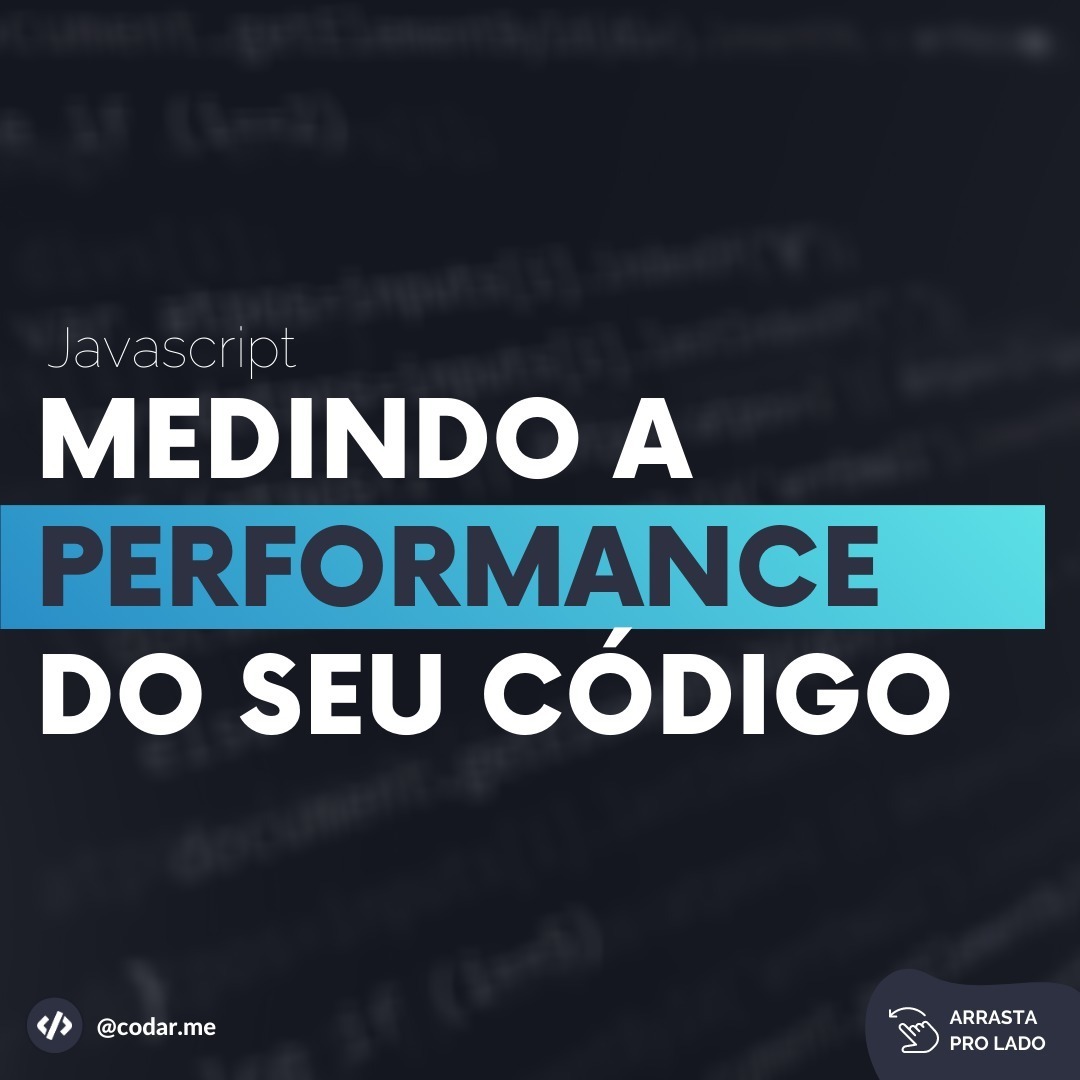 Javascript
MEDINDO A
PERFORMANCE
DO SEU CÓDIGO
@codar.me
ARRASTA
PRO LADO